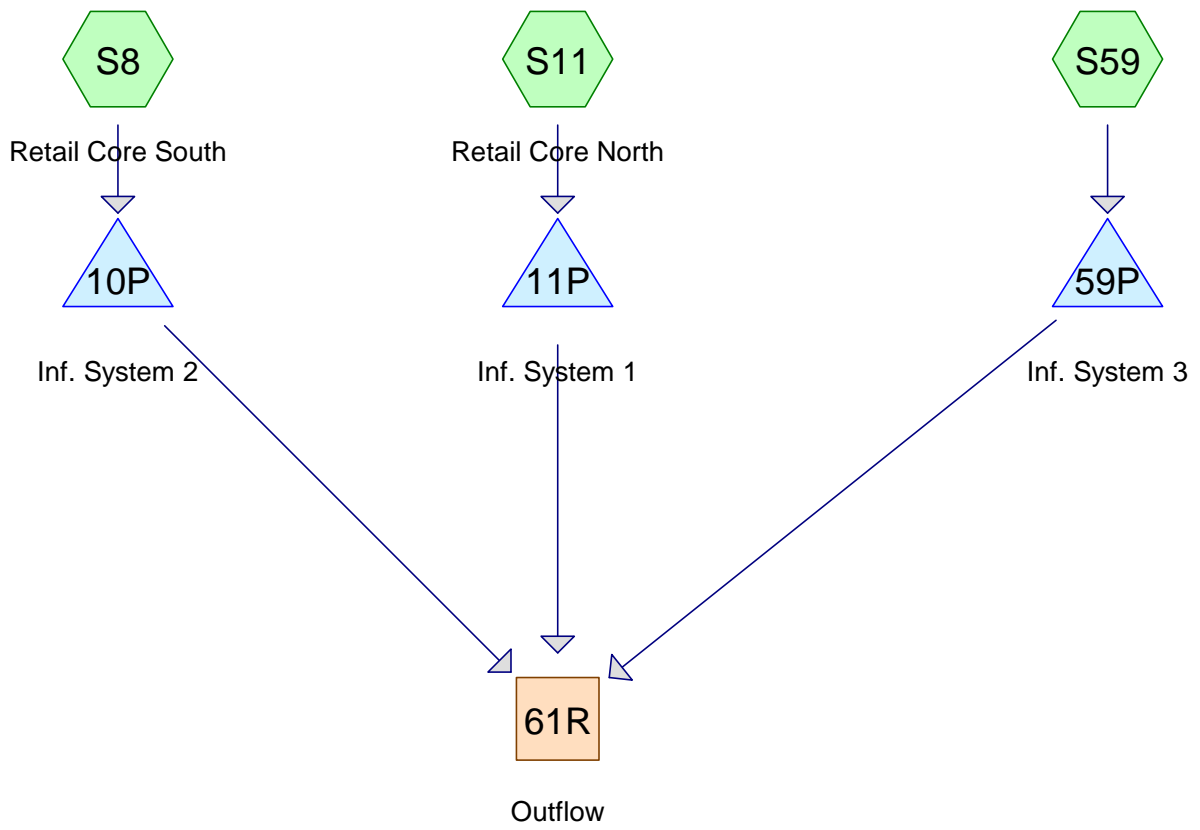 S8
S11
S59
Retail Core South
Retail Core North
10P
11P
59P
Inf. System 2
Inf. System 1
Inf. System 3
61R
Outflow